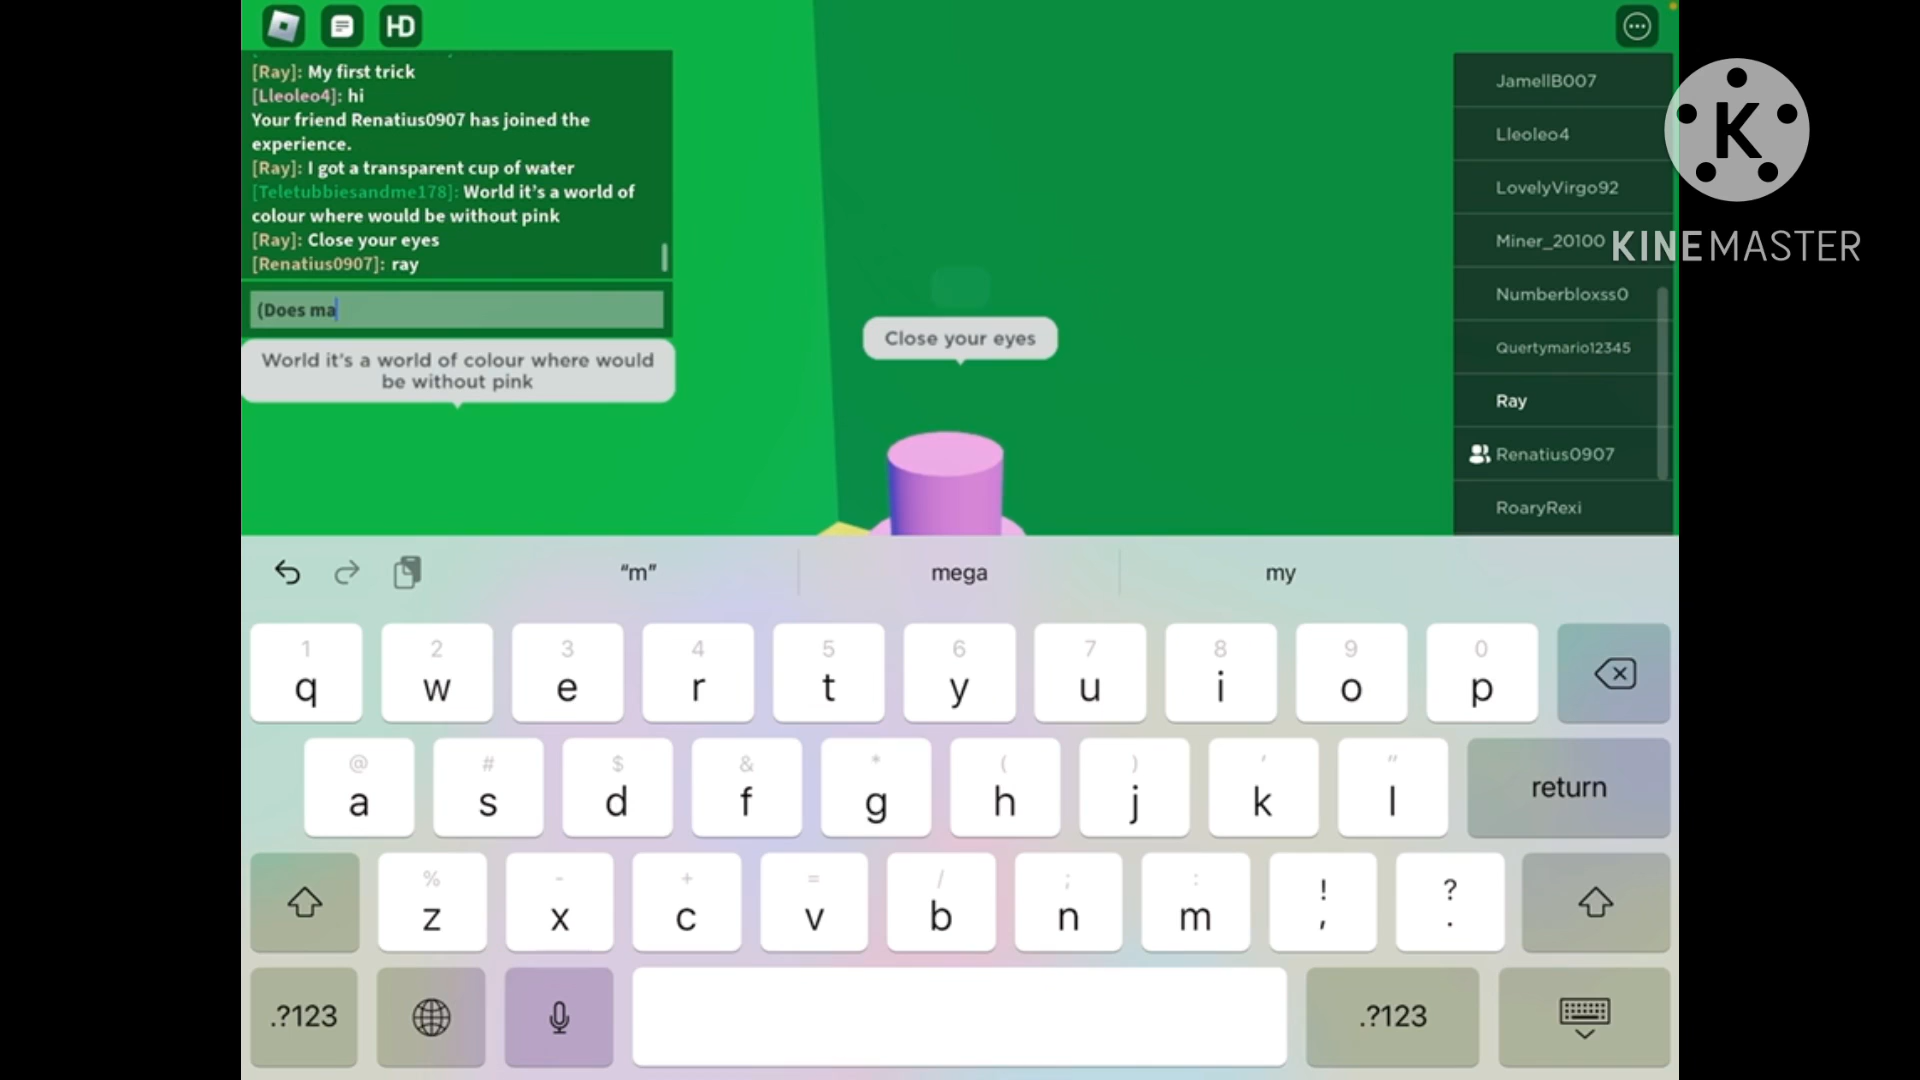 HD
[Ray]: My first trick
[Lleoleo4]: hi
Your friend Renatius0907 has joined the
experience.
[Ray]: I got a transparent cup of water
[Teletubbiesandme178]: World it's a world of
colour where would be without pink
[Ray]: Close your eyes
[Renatius0907]: ray
(Does ma
World it's a world of colour where would
be without pink
Close your eyes
JamellB007
Lleoleo4
LovelyVirgo92
Miner_20100
Numberbloxss0
Quertymario12345
Ray
Renatius0907
RoaryRexi
K
KINEMASTER
“m” mega my
1 2 3 4 5 6 7 8 9 0
q w e r t y u i o p
@ # $ & * ( ) ' "
a s d f g h j k l return
% - + = / ; : ! ?
z x c v b n m , .
.?123 .?123